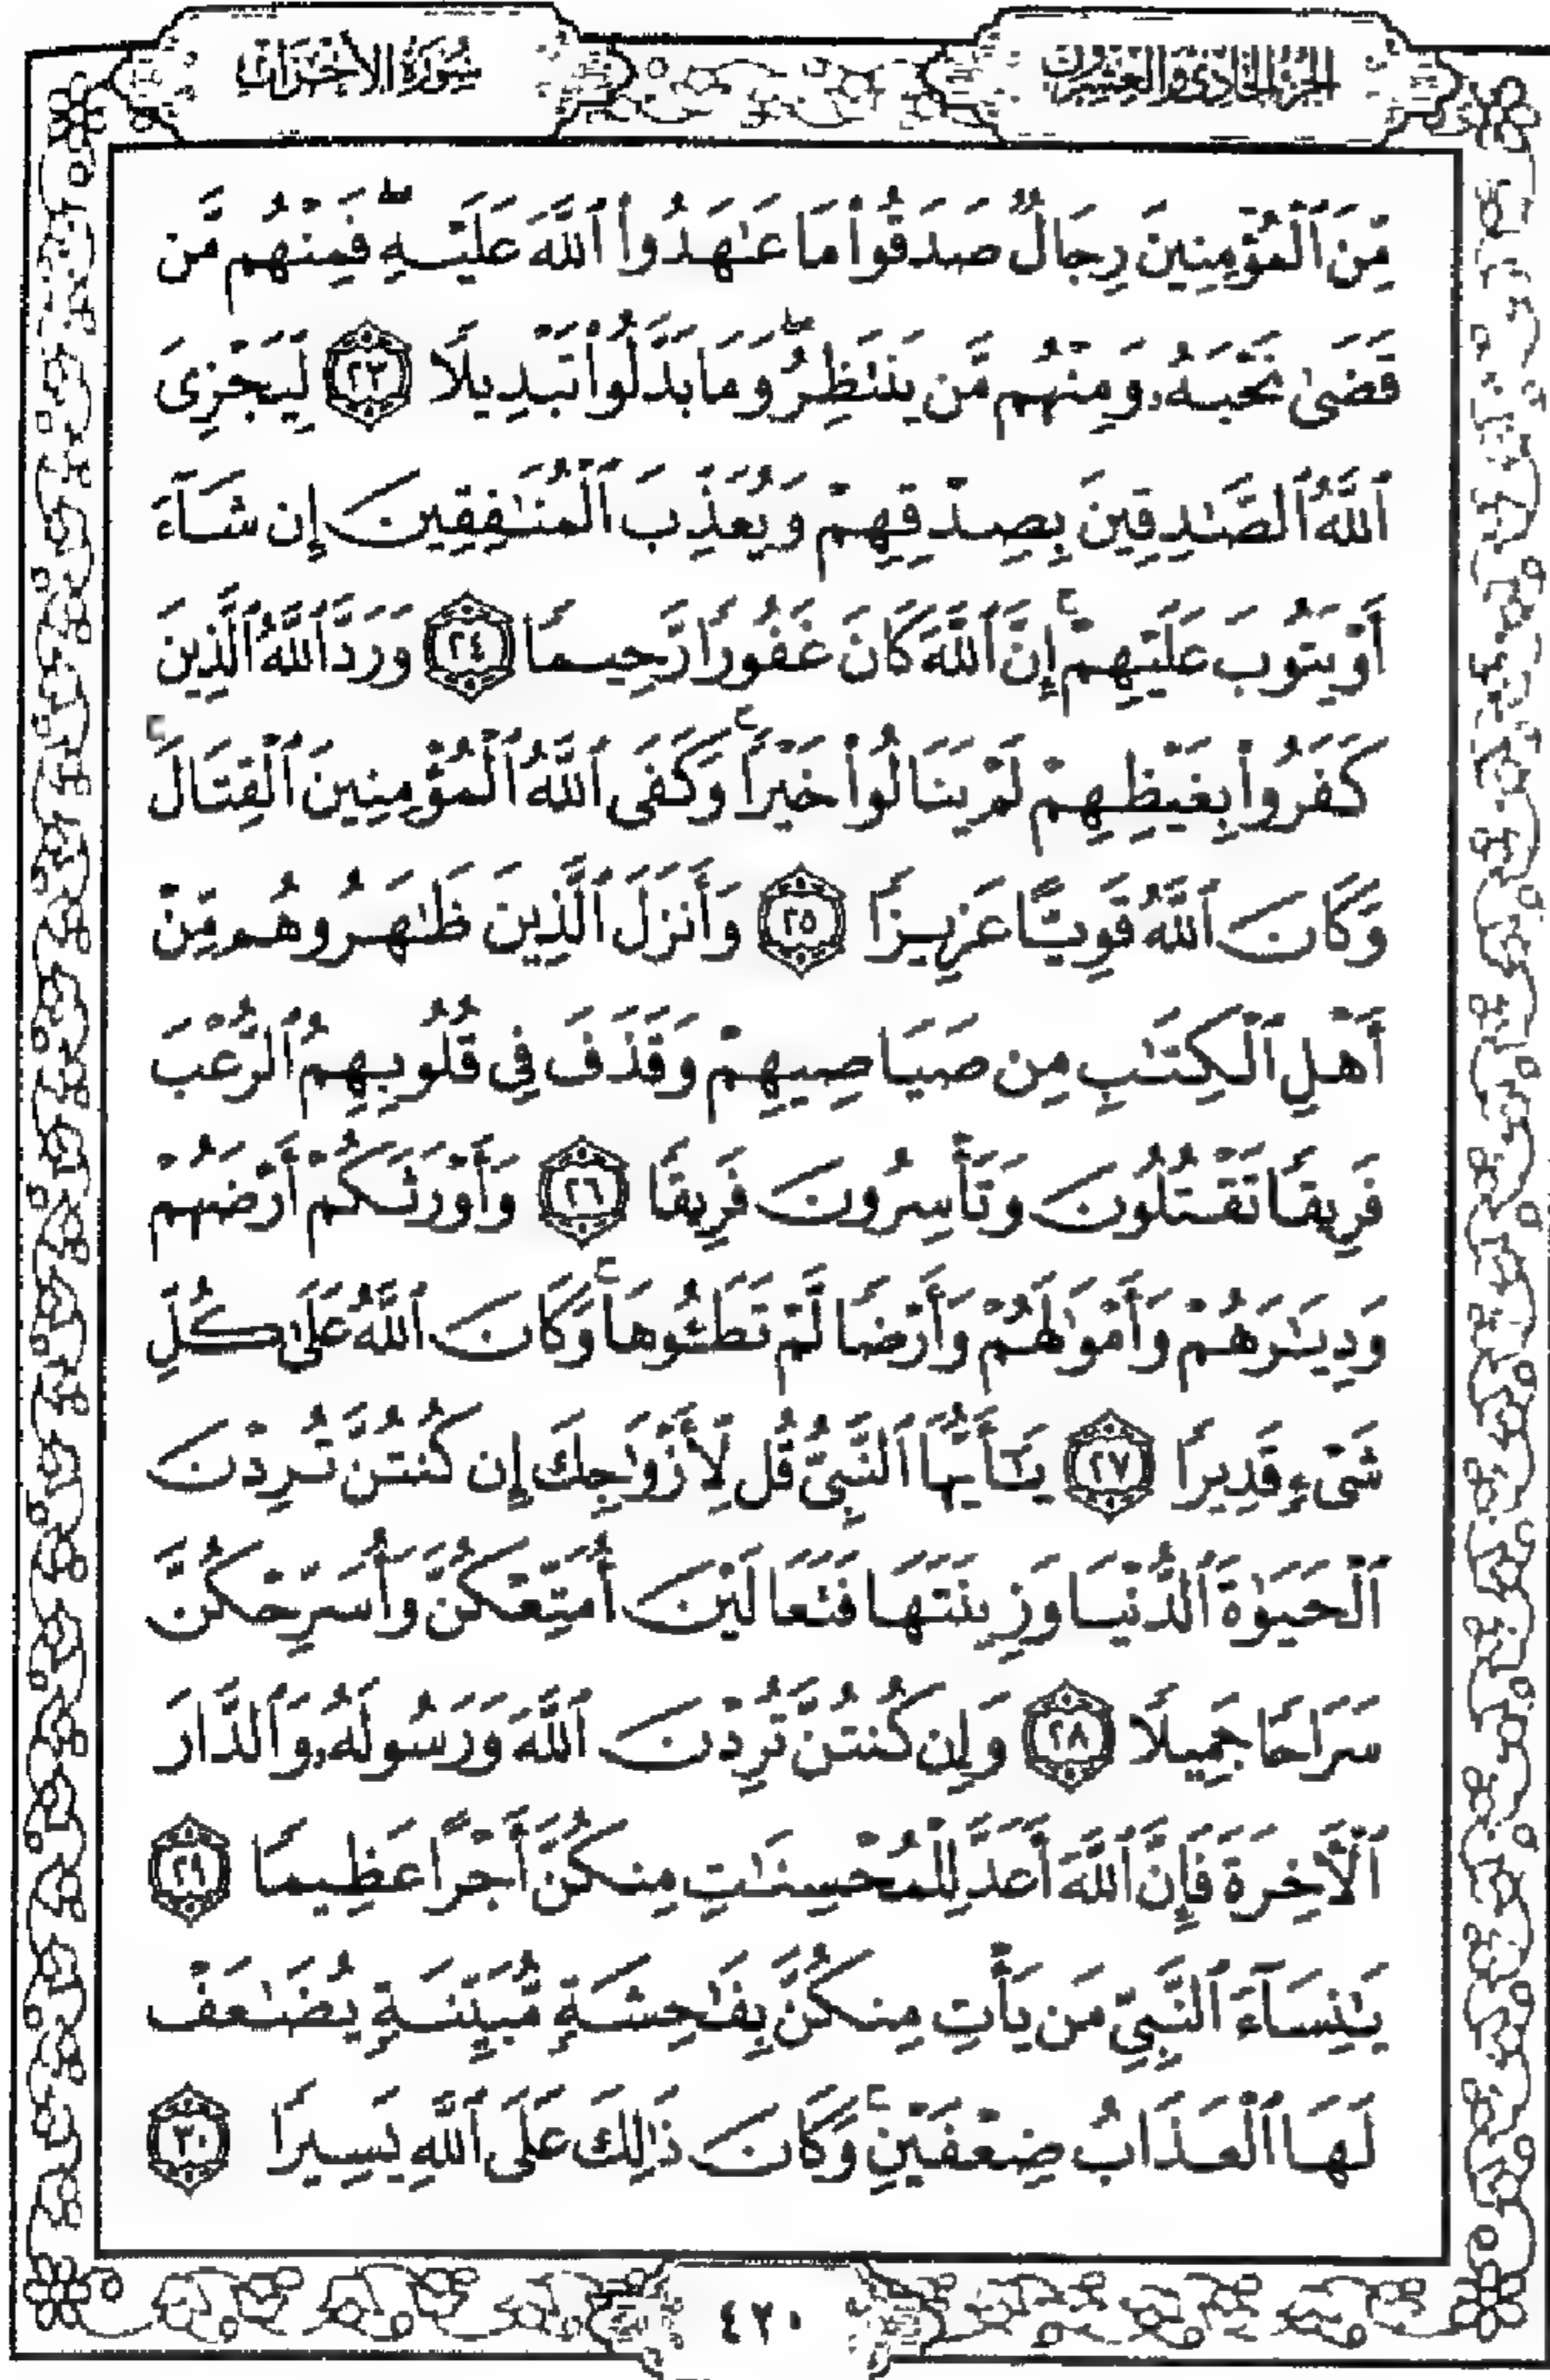 الجزء الحادي والعشرون
سورة الأحزاب
مِّنَ ٱلْمُؤْمِنِينَ رِجَالٌ صَدَقُوا۟ مَا عَـٰهَدُوا۟ ٱللَّهَ عَلَيْهِ ۖ فَمِنْهُم مَّن
قَضَىٰ نَحْبَهُۥ وَمِنْهُم مَّن يَنتَظِرُ ۖ وَمَا بَدَّلُوا۟ تَبْدِيلًا ٢٣ لِّيَجْزِىَ
ٱللَّهُ ٱلصَّـٰدِقِينَ بِصِدْقِهِمْ وَيُعَذِّبَ ٱلْمُنَـٰفِقِينَ إِن شَآءَ
أَوْ يَتُوبَ عَلَيْهِمْ ۚ إِنَّ ٱللَّهَ كَانَ غَفُورًا رَّحِيمًا ٢٤ وَرَدَّ ٱللَّهُ ٱلَّذِينَ
كَفَرُوا۟ بِغَيْظِهِمْ لَمْ يَنَالُوا۟ خَيْرًا ۚ وَكَفَى ٱللَّهُ ٱلْمُؤْمِنِينَ ٱلْقِتَالَ ۚ
وَكَانَ ٱللَّهُ قَوِيًّا عَزِيزًا ٢٥ وَأَنزَلَ ٱلَّذِينَ ظَـٰهَرُوهُم مِّنْ
أَهْلِ ٱلْكِتَـٰبِ مِن صَيَاصِيهِمْ وَقَذَفَ فِى قُلُوبِهِمُ ٱلرُّعْبَ
فَرِيقًا تَقْتُلُونَ وَتَأْسِرُونَ فَرِيقًا ٢٦ وَأَوْرَثَكُمْ أَرْضَهُمْ
وَدِيَـٰرَهُمْ وَأَمْوَٰلَهُمْ وَأَرْضًا لَّمْ تَطَـُٔوهَا ۚ وَكَانَ ٱللَّهُ عَلَىٰ كُلِّ
شَىْءٍ قَدِيرًا ٢٧ يَـٰٓأَيُّهَا ٱلنَّبِىُّ قُل لِّأَزْوَٰجِكَ إِن كُنتُنَّ تُرِدْنَ
ٱلْحَيَوٰةَ ٱلدُّنْيَا وَزِينَتَهَا فَتَعَالَيْنَ أُمَتِّعْكُنَّ وَأُسَرِّحْكُنَّ
سَرَاحًا جَمِيلًا ٢٨ وَإِن كُنتُنَّ تُرِدْنَ ٱللَّهَ وَرَسُولَهُۥ وَٱلدَّارَ
ٱلْـَٔاخِرَةَ فَإِنَّ ٱللَّهَ أَعَدَّ لِلْمُحْسِنَـٰتِ مِنكُنَّ أَجْرًا عَظِيمًا ٢٩
يَـٰنِسَآءَ ٱلنَّبِىِّ مَن يَأْتِ مِنكُنَّ بِفَـٰحِشَةٍ مُّبَيِّنَةٍ يُضَـٰعَفْ
لَهَا ٱلْعَذَابُ ضِعْفَيْنِ ۚ وَكَانَ ذَٰلِكَ عَلَى ٱللَّهِ يَسِيرًا ٣٠
٤٢٠